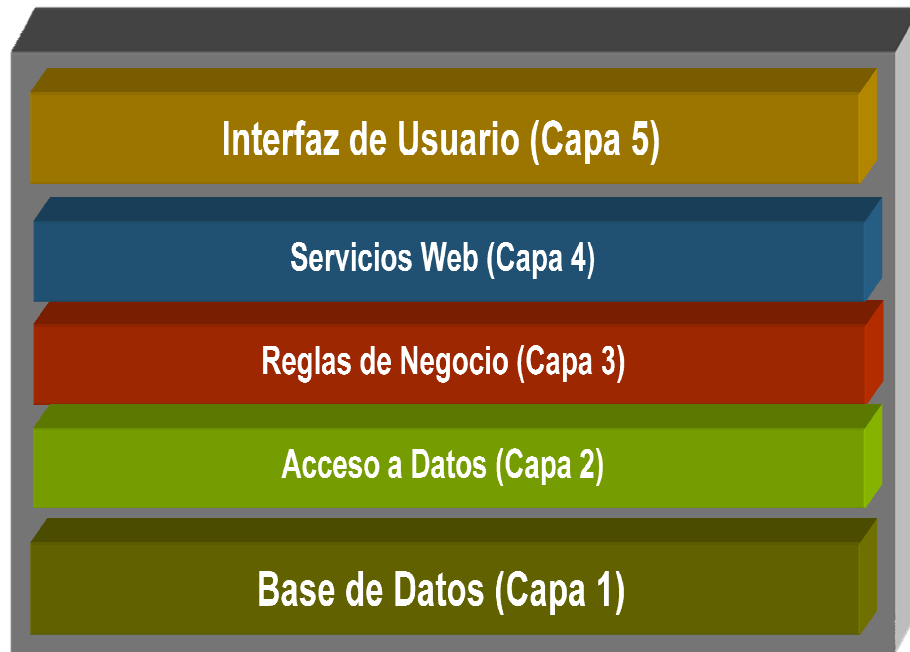 Interfaz de Usuario (Capa 5)
Servicios Web (Capa 4)
Reglas de Negocio (Capa 3)
Acceso a Datos (Capa 2)
Base de Datos (Capa 1)